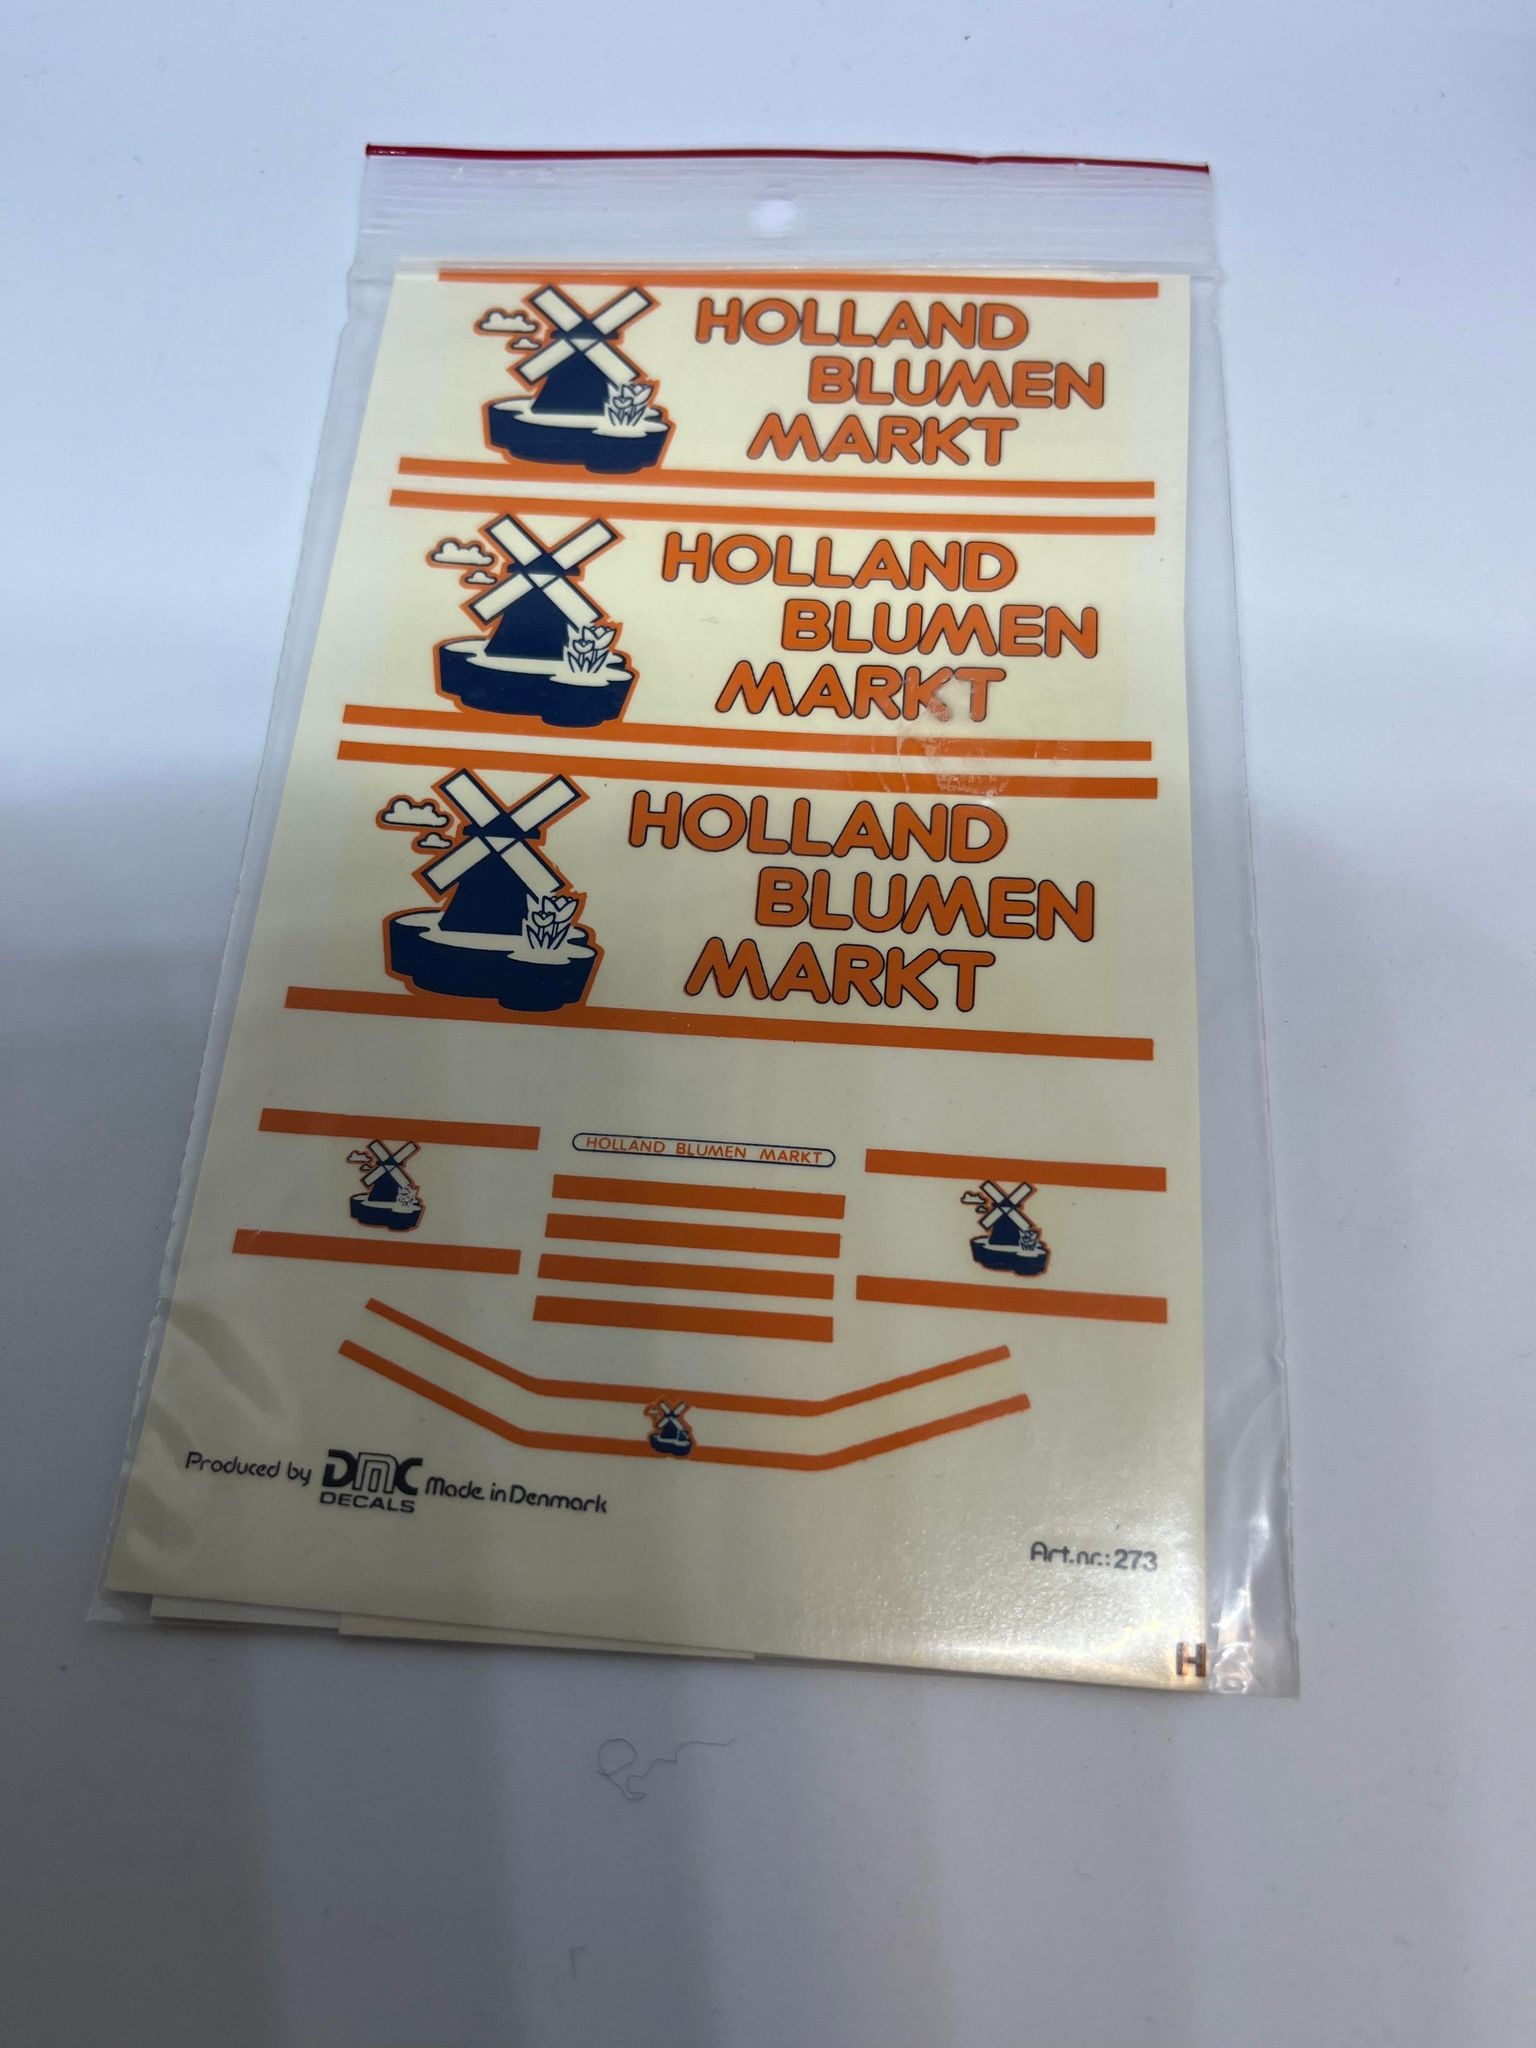 HOLLAND
BLUMEN
MARKT
HOLLAND
BLUMEN
MARKT
HOLLAND
BLUMEN
MARKT
HOLLAND BLUMEN MARKT
Produced by DMC DECALS Made in Denmark
Art.nr.:273
H